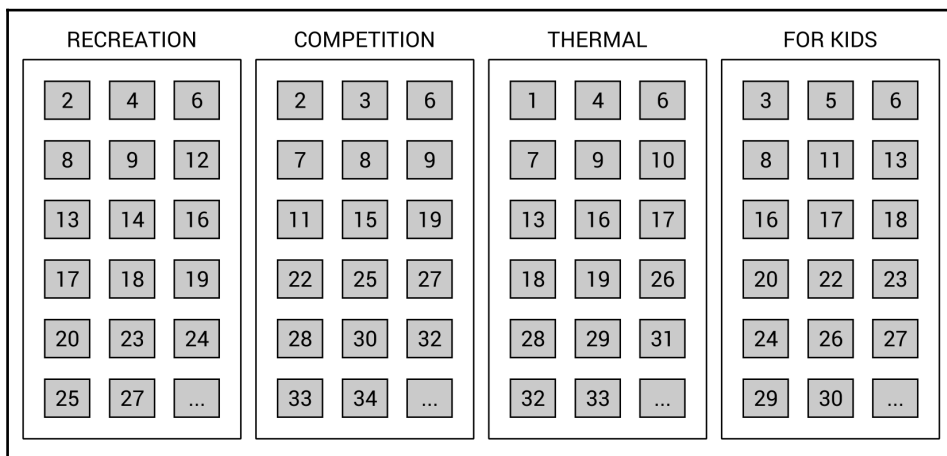 RECREATION COMPETITION THERMAL FOR KIDS
2 4 6 2 3 6 1 4 6 3 5 6
8 9 12 7 8 9 7 9 10 8 11 13
13 14 16 11 15 19 13 16 17 16 17 18
17 18 19 22 25 27 18 19 26 20 22 23
20 23 24 28 30 32 28 29 31 24 26 27
25 27 ... 33 34 ... 32 33 ... 29 30 ...